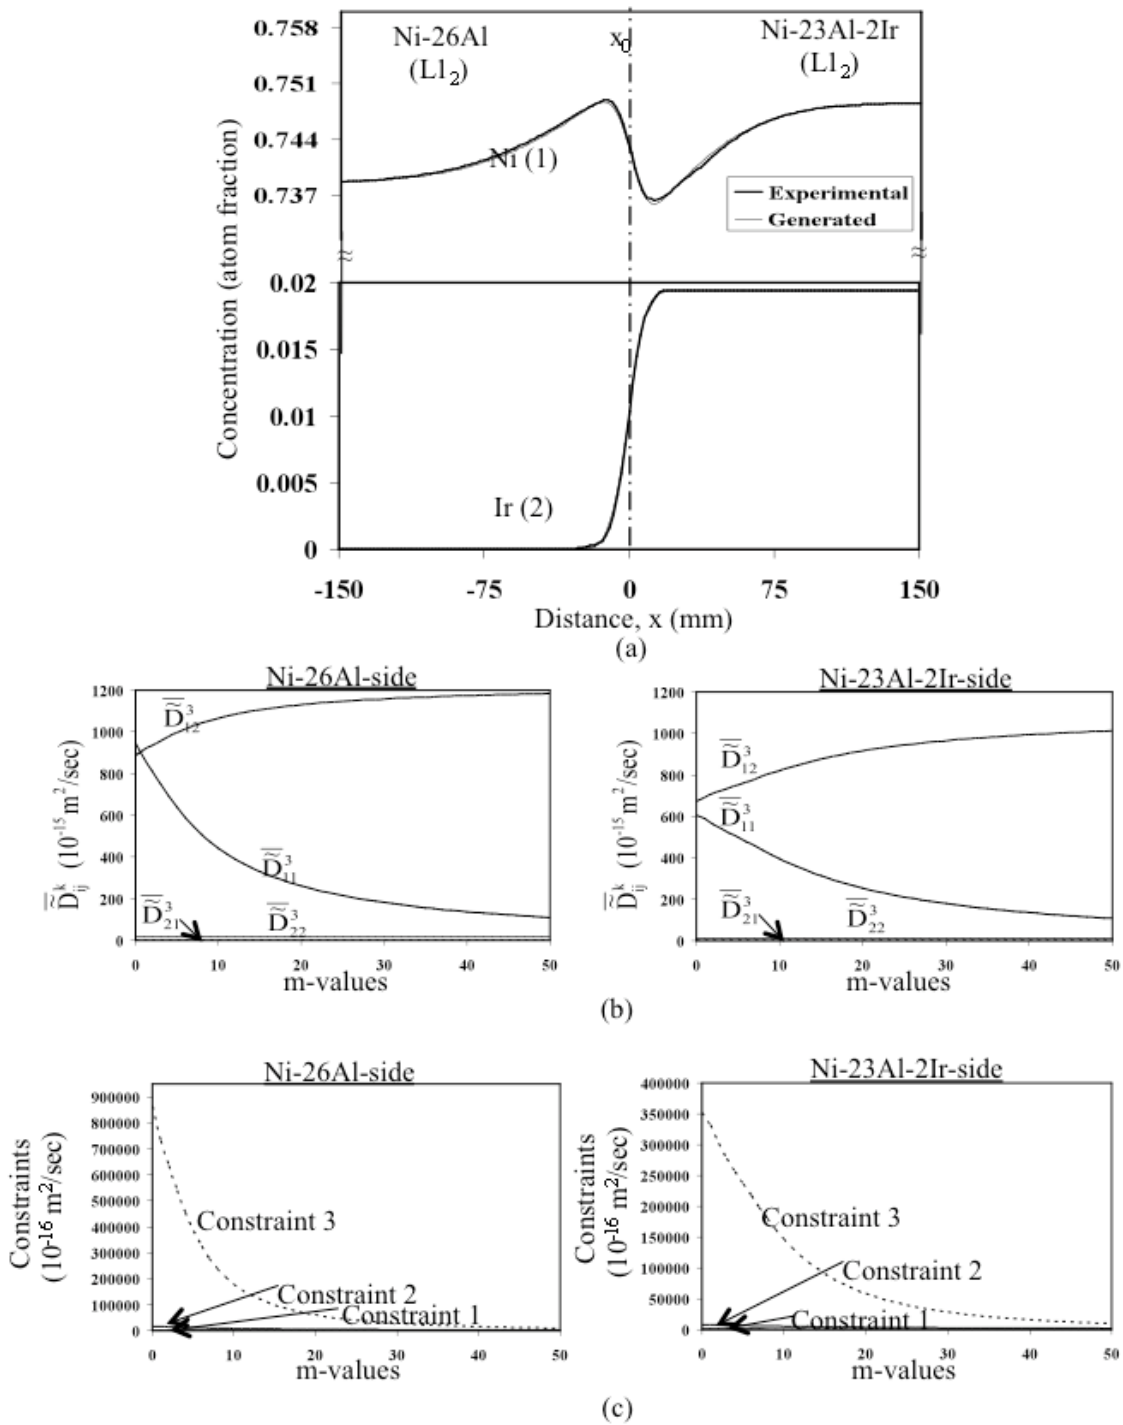 0.758
0.751
0.744
0.737
Ni-26Al
(L1₂)
x₀
Ni-23Al-2Ir
(L1₂)
Ni (1)
Experimental
Generated
Concentration (atom fraction)
0.02
0.015
0.01
0.005
0
Ir (2)
-150 -75 0 75 150
Distance, x (mm)
(a)
Ni-26Al-side
1200
1000
800
600
400
200
0
D̿̃³₁₂
D̿̃³₁₁
D̿̃³₂₁
D̿̃³₂₂
D̿̃ᵏᵢⱼ (10⁻¹⁵ m²/sec)
0 10 20 30 40 50
m-values
Ni-23Al-2Ir-side
1200
1000
800
600
400
200
0
D̿̃³₁₂
D̿̃³₁₁
D̿̃³₂₁
D̿̃³₂₂
D̿̃ᵏᵢⱼ (10⁻¹⁵ m²/sec)
0 10 20 30 40 50
m-values
(b)
Ni-26Al-side
900000
800000
700000
600000
500000
400000
300000
200000
100000
0
Constraints
(10⁻¹⁶ m²/sec)
Constraint 3
Constraint 2
Constraint 1
0 10 20 30 40 50
m-values
Ni-23Al-2Ir-side
400000
350000
300000
250000
200000
150000
100000
50000
0
Constraints
(10⁻¹⁶ m²/sec)
Constraint 3
Constraint 2
Constraint 1
0 10 20 30 40 50
m-values
(c)